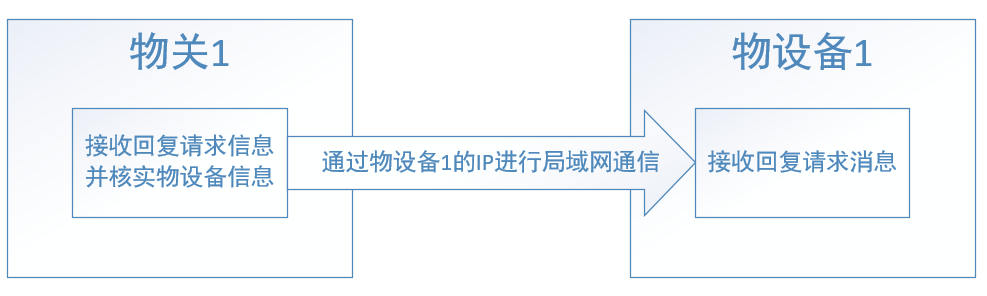 物关1
物设备1
接收回复请求信息
并核实物设备信息
通过物设备1的IP进行局域网通信
接收回复请求消息